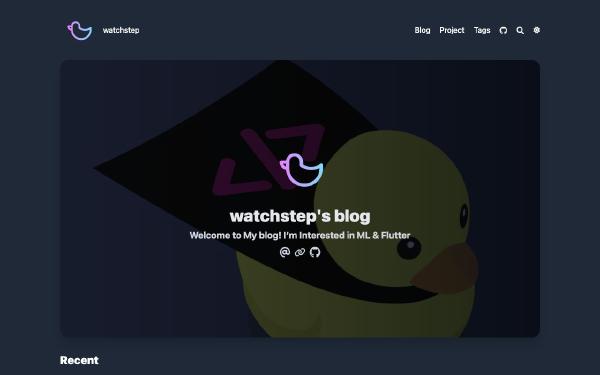 watchstep
Blog Project Tags
watchstep's blog
Welcome to My blog! I'm Interested in ML & Flutter
Recent